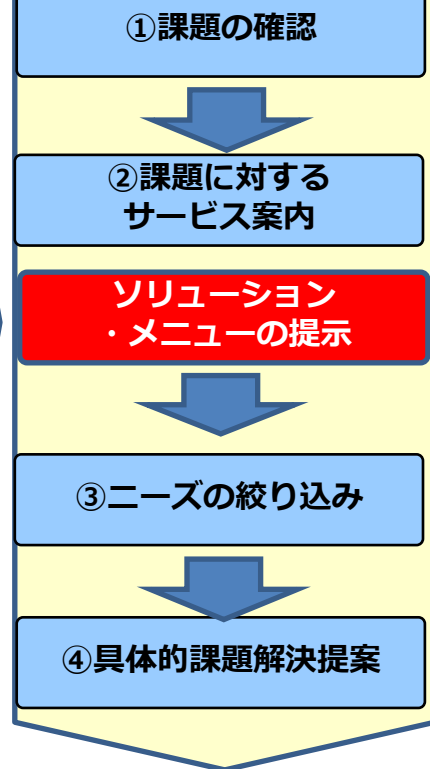 ①課題の確認
②課題に対する
サービス案内
ソリューション
・メニューの提示
③ニーズの絞り込み
④具体的課題解決提案